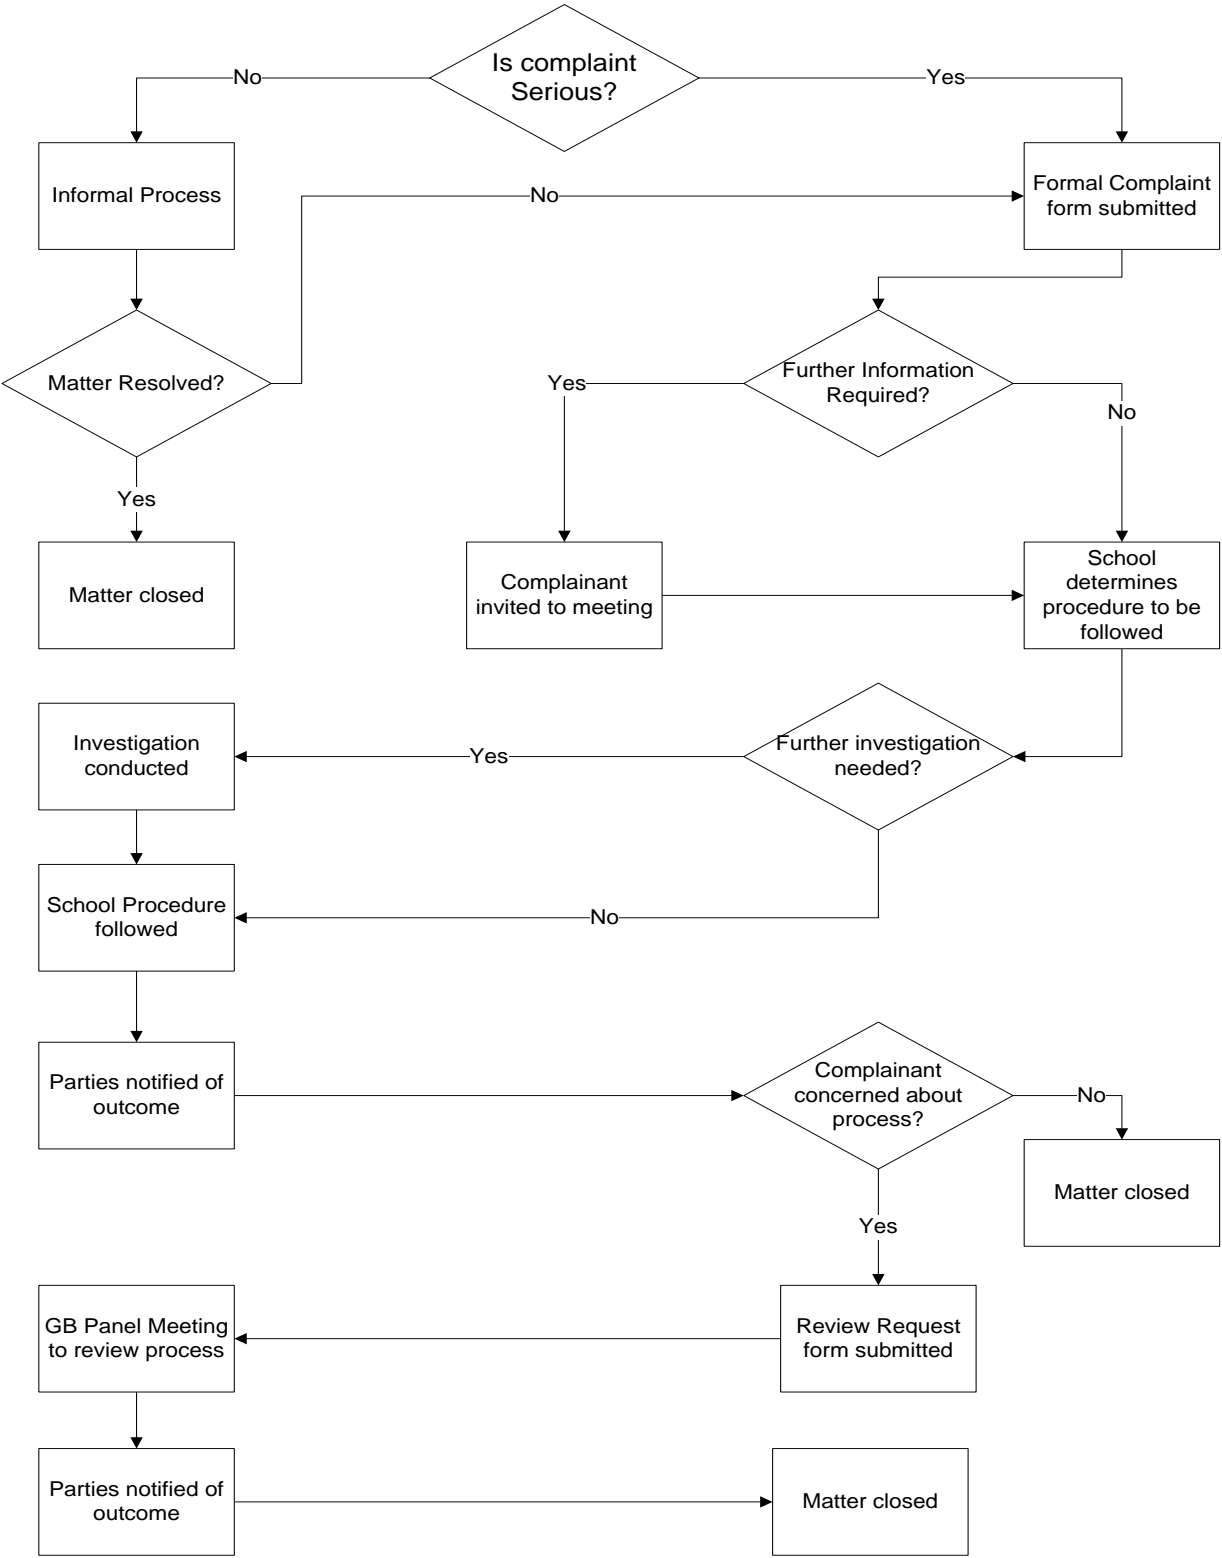 Is complaint
Serious?
No
Yes
Informal Process
No
Formal Complaint
form submitted
Matter Resolved?
Yes
Further Information
Required?
No
Yes
Matter closed
Complainant
invited to meeting
School
determines
procedure to be
followed
Investigation
conducted
Yes
Further investigation
needed?
School Procedure
followed
No
Parties notified of
outcome
Complainant
concerned about
process?
No
Matter closed
Yes
GB Panel Meeting
to review process
Review Request
form submitted
Parties notified of
outcome
Matter closed